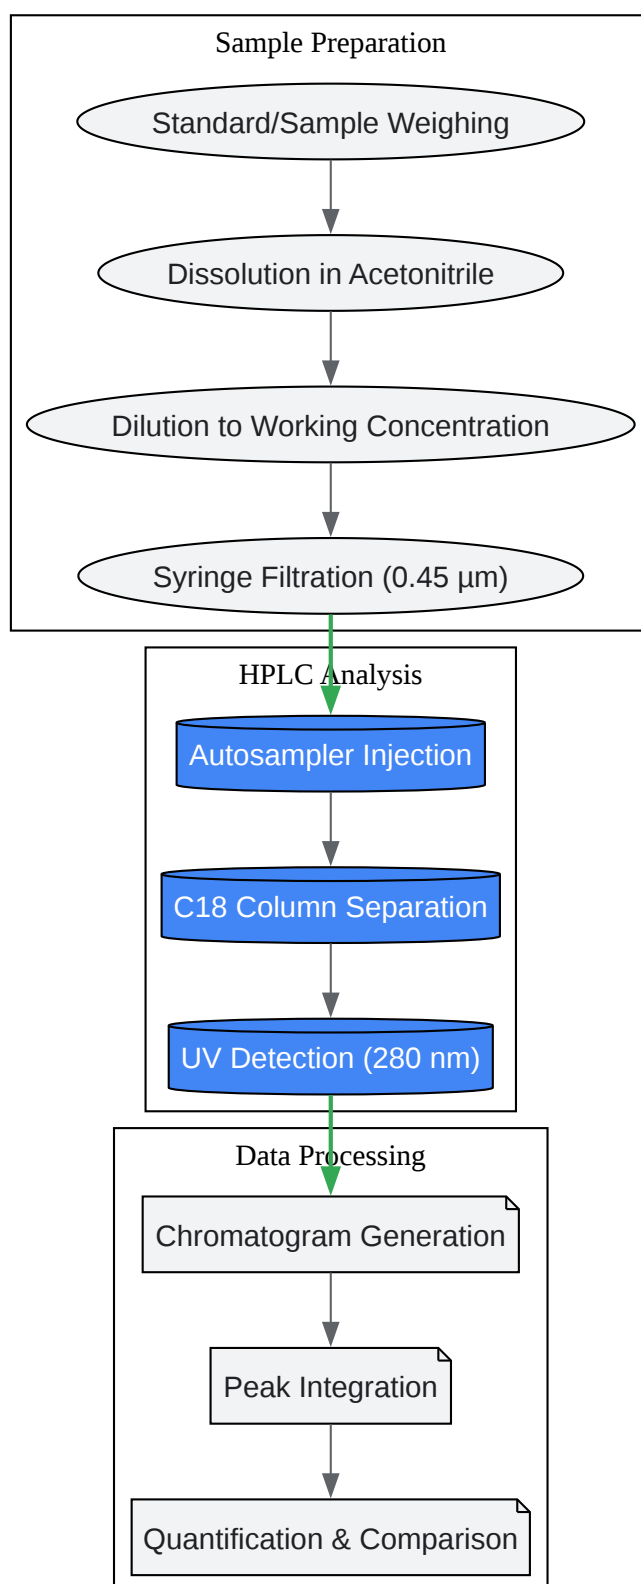 Sample Preparation
Standard/Sample Weighing
Dissolution in Acetonitrile
Dilution to Working Concentration
Syringe Filtration (0.45 µm)
HPLC Analysis
Autosampler Injection
C18 Column Separation
UV Detection (280 nm)
Data Processing
Chromatogram Generation
Peak Integration
Quantification & Comparison